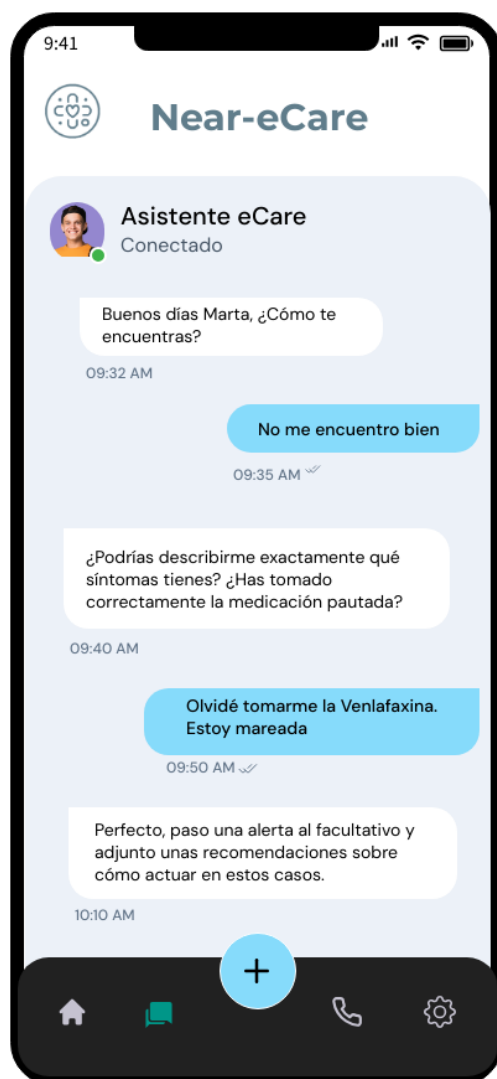 9:41
Near-eCare
Asistente eCare
Conectado
Buenos días Marta, ¿Cómo te
encuentras?
09:32 AM
No me encuentro bien
09:35 AM
¿Podrías describirme exactamente qué
síntomas tienes? ¿Has tomado
correctamente la medicación pautada?
09:40 AM
Olvidé tomarme la Venlafaxina.
Estoy mareada
09:50 AM
Perfecto, paso una alerta al facultativo y
adjunto unas recomendaciones sobre
cómo actuar en estos casos.
10:10 AM